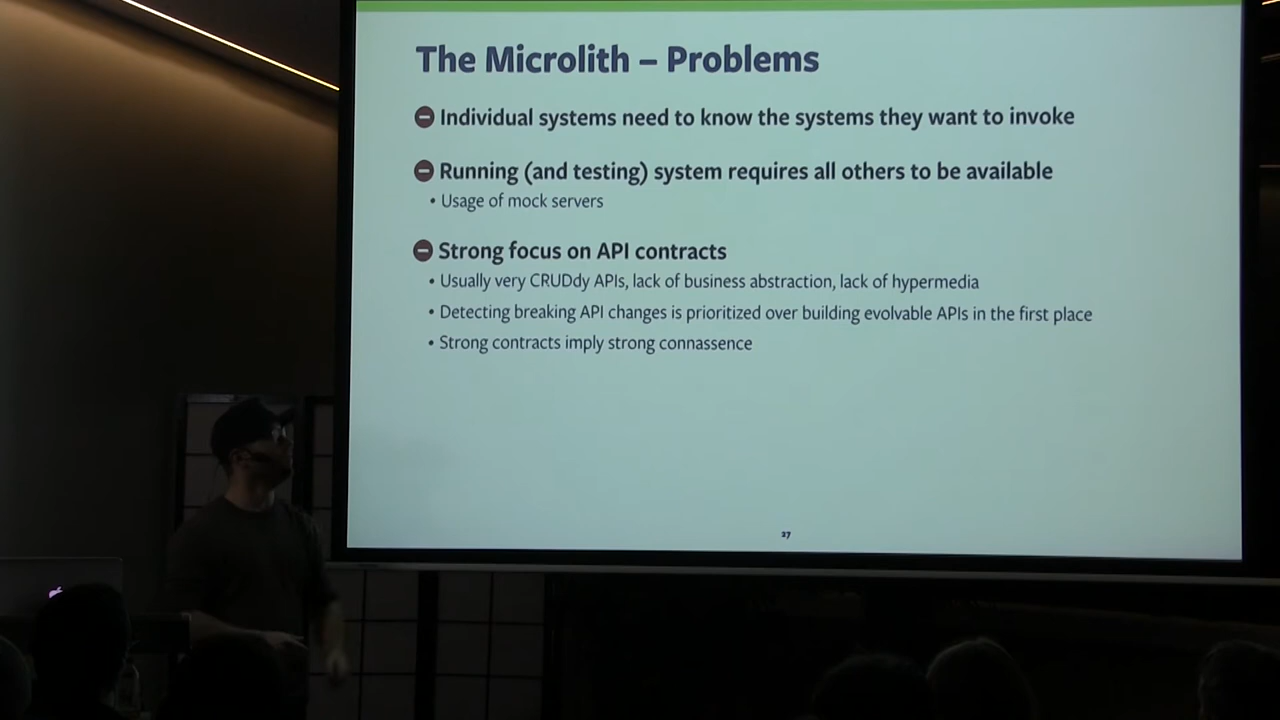 The Microlith – Problems
Individual systems need to know the systems they want to invoke
Running (and testing) system requires all others to be available
• Usage of mock servers
Strong focus on API contracts
• Usually very CRUDdy APIs, lack of business abstraction, lack of hypermedia
• Detecting breaking API changes is prioritized over building evolvable APIs in the first place
• Strong contracts imply strong connassence
27